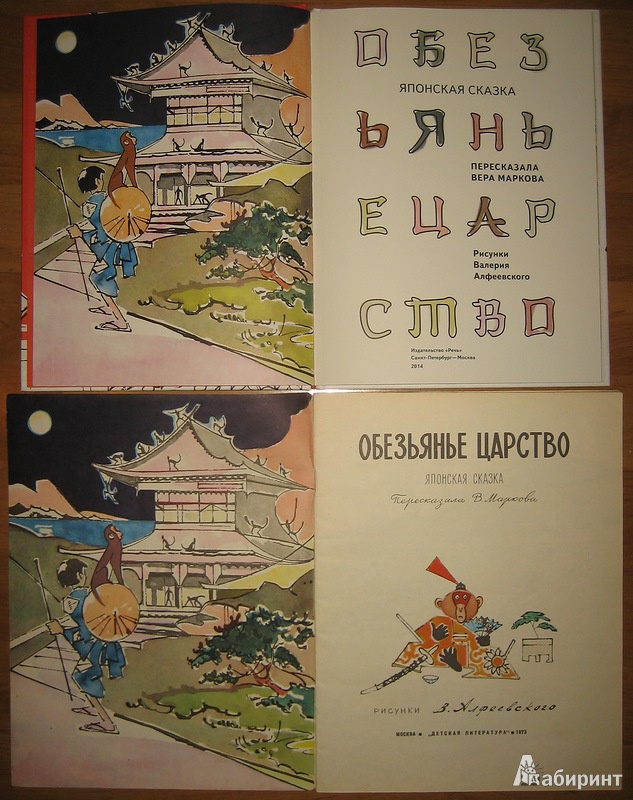 ОБЕЗ
ЯПОНСКАЯ СКАЗКА
ЬЯНЬ
ПЕРЕСКАЗАЛА
ВЕРА МАРКОВА
ЕЦАР
Рисунки
Валерия
Алфеевского
СТВО
Издательство «Речь»
Санкт-Петербург — Москва
2014
ОБЕЗЬЯНЬЕ ЦАРСТВО
ЯПОНСКАЯ СКАЗКА
Пересказала В. Маркова
РИСУНКИ В. Алфеевского
МОСКВА • „ДЕТСКАЯ ЛИТЕРАТУРА" • 1973
Лабиринт